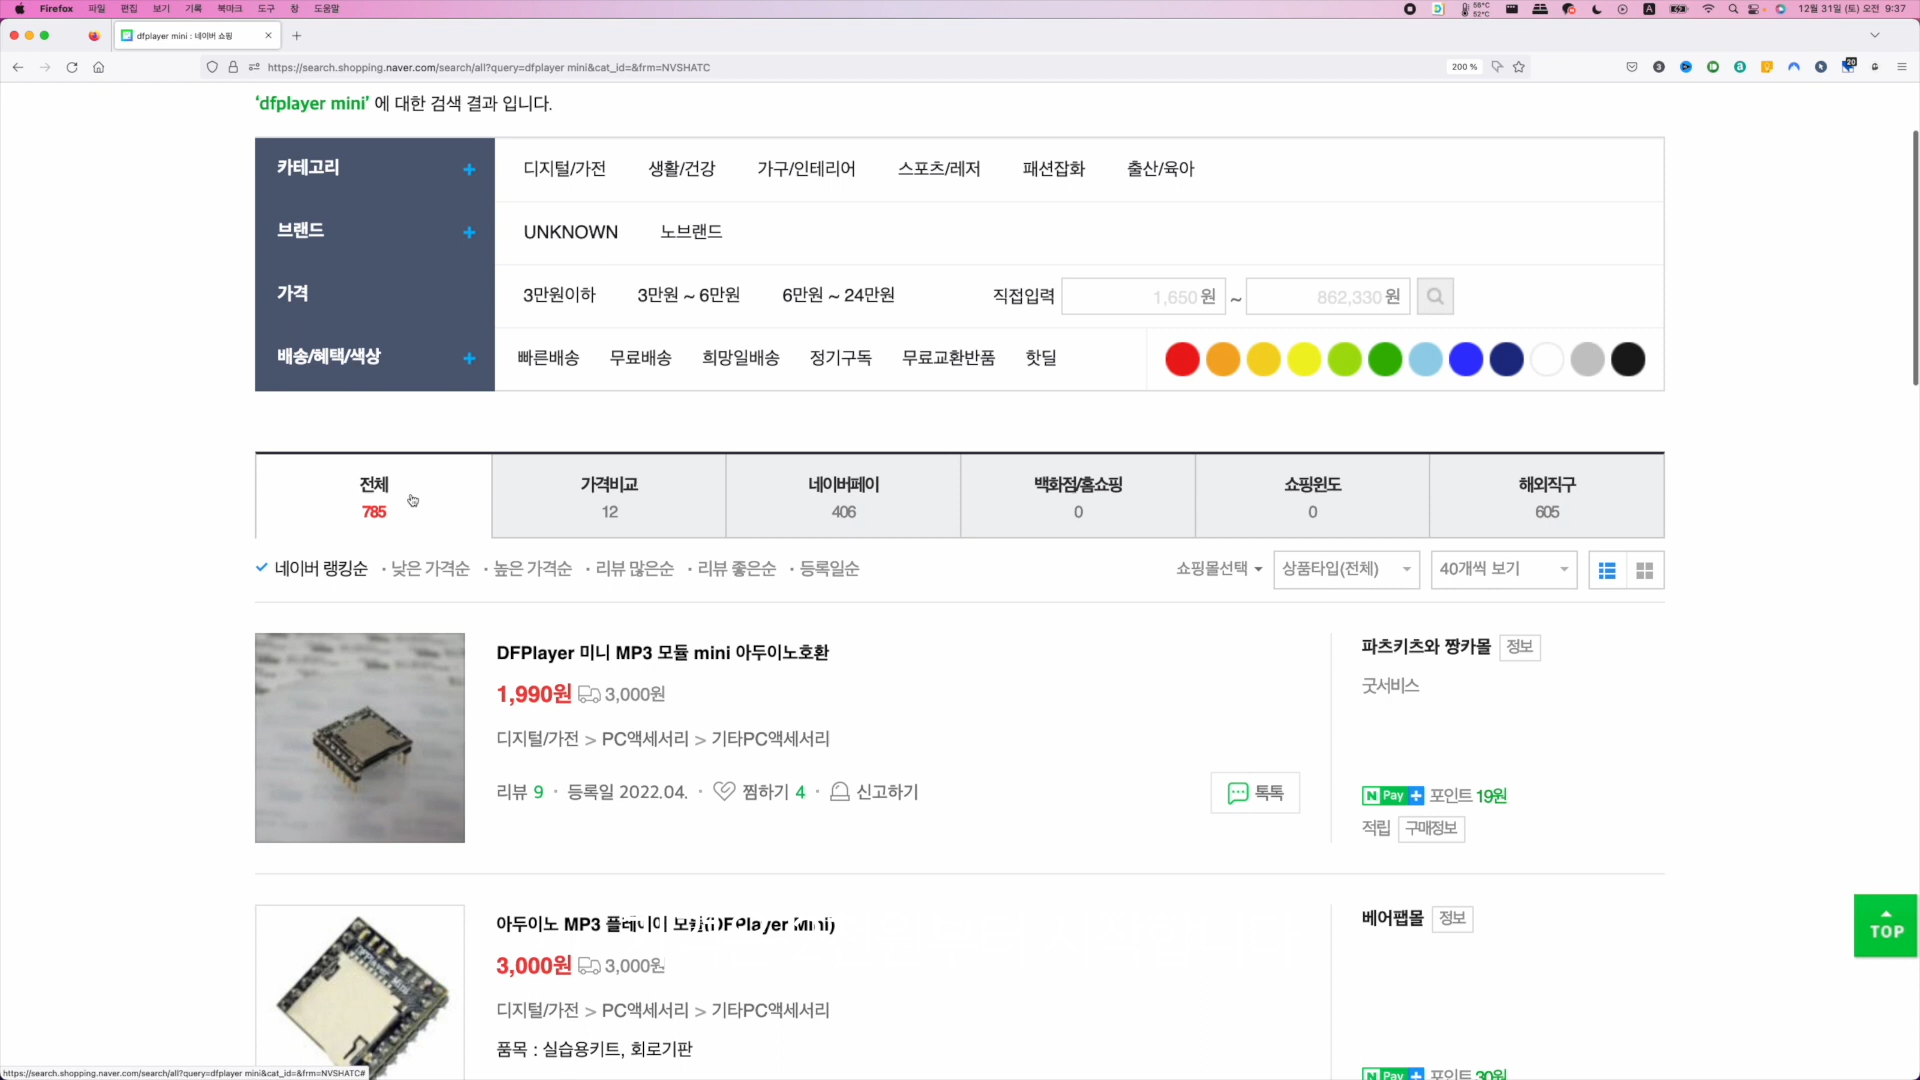 Firefox 파일 편집 보기 기록 북마크 도구 창 도움말
56°C
52°C
12월 31일 (토) 오전 9:37
dfplayer mini : 네이버 쇼핑
https://search.shopping.naver.com/search/all?query=dfplayer mini&cat_id=&frm=NVSHATC
200 %
20
'dfplayer mini' 에 대한 검색 결과 입니다.
카테고리 + 디지털/가전 생활/건강 가구/인테리어 스포츠/레저 패션잡화 출산/육아
브랜드 + UNKNOWN 노브랜드
가격 3만원이하 3만원 ~ 6만원 6만원 ~ 24만원 직접입력 1,650 원 ~ 862,330 원
배송/혜택/색상 + 빠른배송 무료배송 희망일배송 정기구독 무료교환반품 핫딜
전체 가격비교 네이버페이 백화점/홈쇼핑 쇼핑윈도 해외직구
785 12 406 0 0 605
네이버 랭킹순 · 낮은 가격순 · 높은 가격순 · 리뷰 많은순 · 리뷰 좋은순 · 등록일순 쇼핑몰선택 상품타입(전체) 40개씩 보기
DFPlayer 미니 MP3 모듈 mini 아두이노호환
1,990원 3,000원
디지털/가전 > PC액세서리 > 기타PC액세서리
리뷰 9 · 등록일 2022.04. · 찜하기 4 · 신고하기
톡톡
파츠키츠와 짱카몰 정보
굿서비스
N Pay + 포인트 19원
적립 구매정보
아두이노 MP3 플레이어 모듈(DFPlayer Mini)
3,000원 3,000원
디지털/가전 > PC액세서리 > 기타PC액세서리
품목 : 실습용키트, 회로기판
베어팹몰 정보
N Pay + 포인트 30원
TOP
https://search.shopping.naver.com/search/all?query=dfplayer mini&cat_id=&frm=NVSHATC#